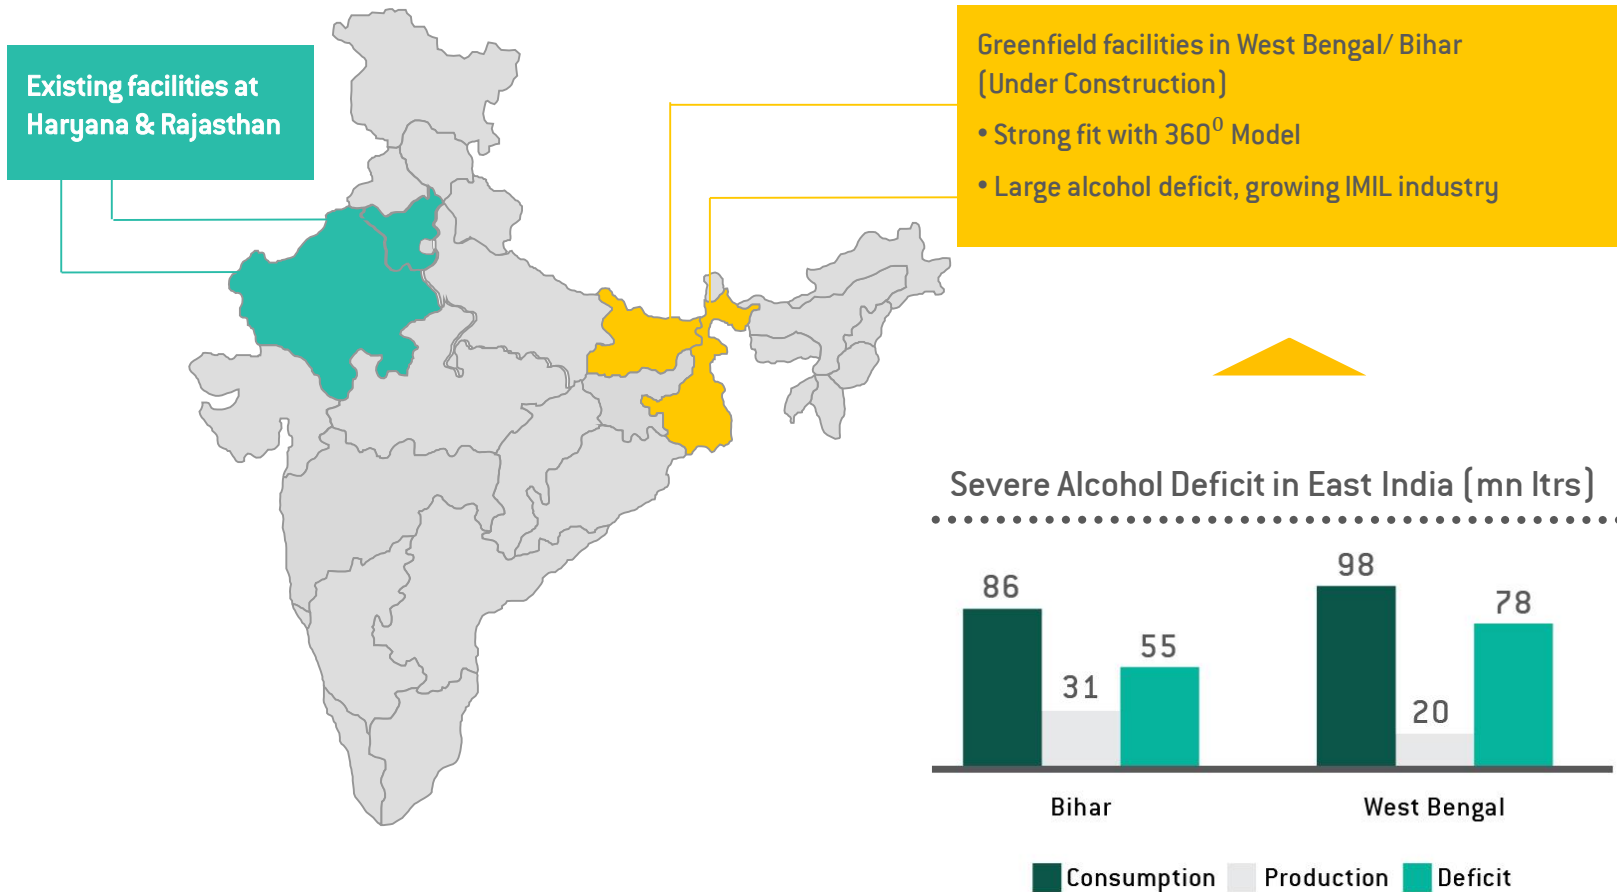 Existing facilities at
Haryana & Rajasthan
Greenfield facilities in West Bengal/ Bihar
(Under Construction)
• Strong fit with 360⁰ Model
• Large alcohol deficit, growing IMIL industry
Severe Alcohol Deficit in East India (mn ltrs)
86
31
55
98
20
78
Bihar
West Bengal
Consumption
Production
Deficit